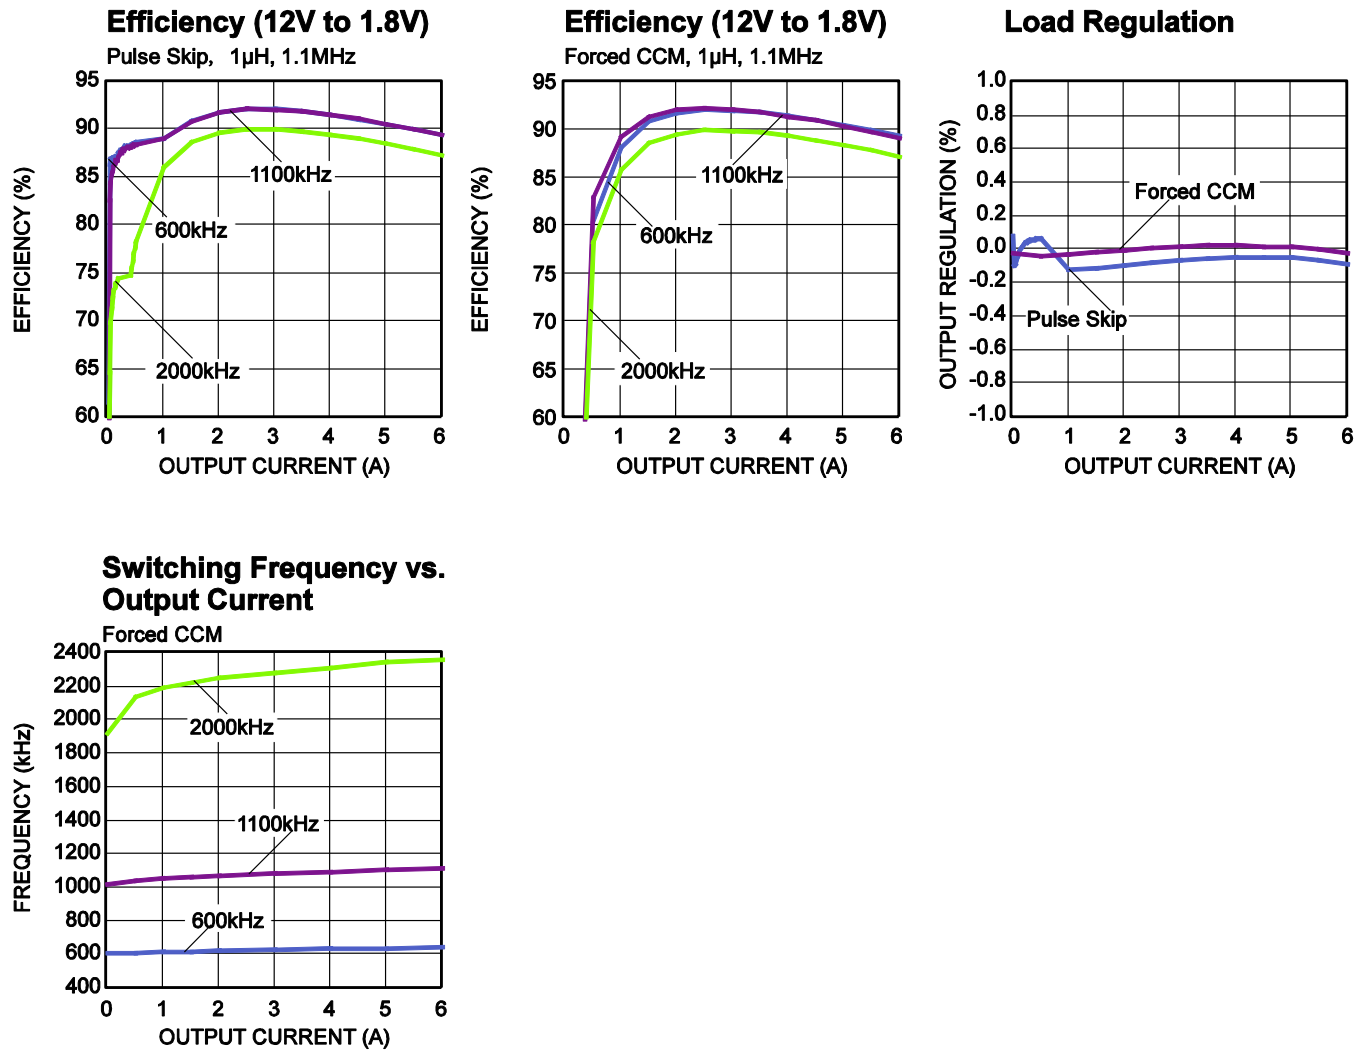 Efficiency (12V to 1.8V)
Pulse Skip, 1µH, 1.1MHz
95
90
85
80
75
70
65
60
EFFICIENCY (%)
1100kHz
600kHz
2000kHz
0 1 2 3 4 5 6
OUTPUT CURRENT (A)
Efficiency (12V to 1.8V)
Forced CCM, 1µH, 1.1MHz
95
90
85
80
75
70
65
60
EFFICIENCY (%)
1100kHz
600kHz
2000kHz
0 1 2 3 4 5 6
OUTPUT CURRENT (A)
Load Regulation
1.0
0.8
0.6
0.4
0.2
0.0
-0.2
-0.4
-0.6
-0.8
-1.0
OUTPUT REGULATION (%)
Forced CCM
Pulse Skip
0 1 2 3 4 5 6
OUTPUT CURRENT (A)
Switching Frequency vs.
Output Current
Forced CCM
2400
2200
2000
1800
1600
1400
1200
1000
800
600
400
FREQUENCY (kHz)
2000kHz
1100kHz
600kHz
0 1 2 3 4 5 6
OUTPUT CURRENT (A)